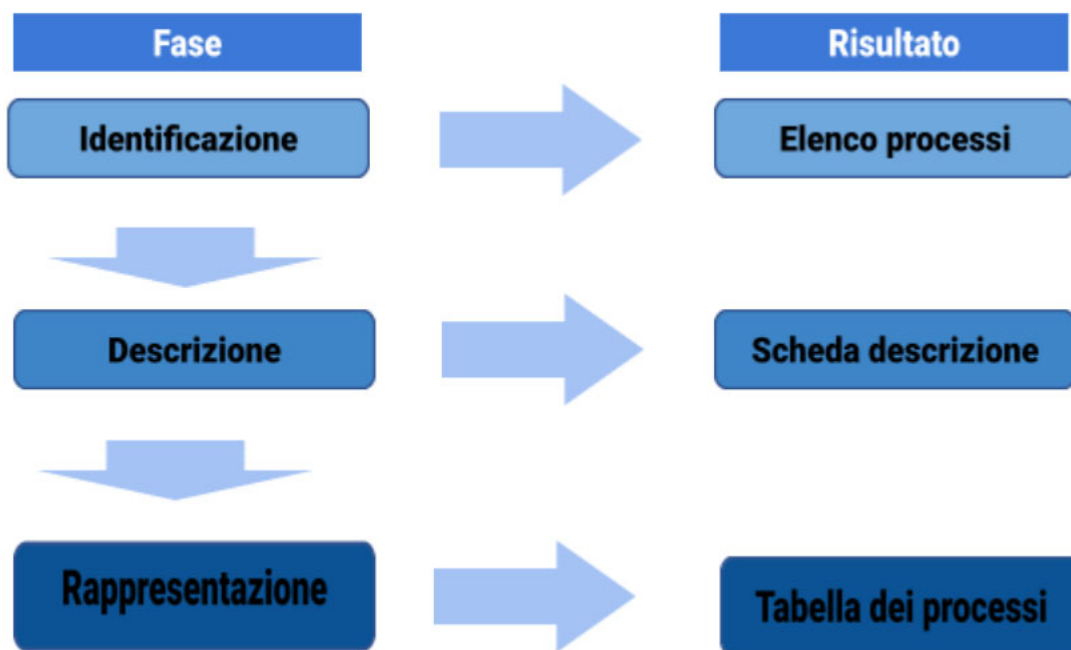 Fase
Risultato
Identificazione
Elenco processi
Descrizione
Scheda descrizione
Rappresentazione
Tabella dei processi